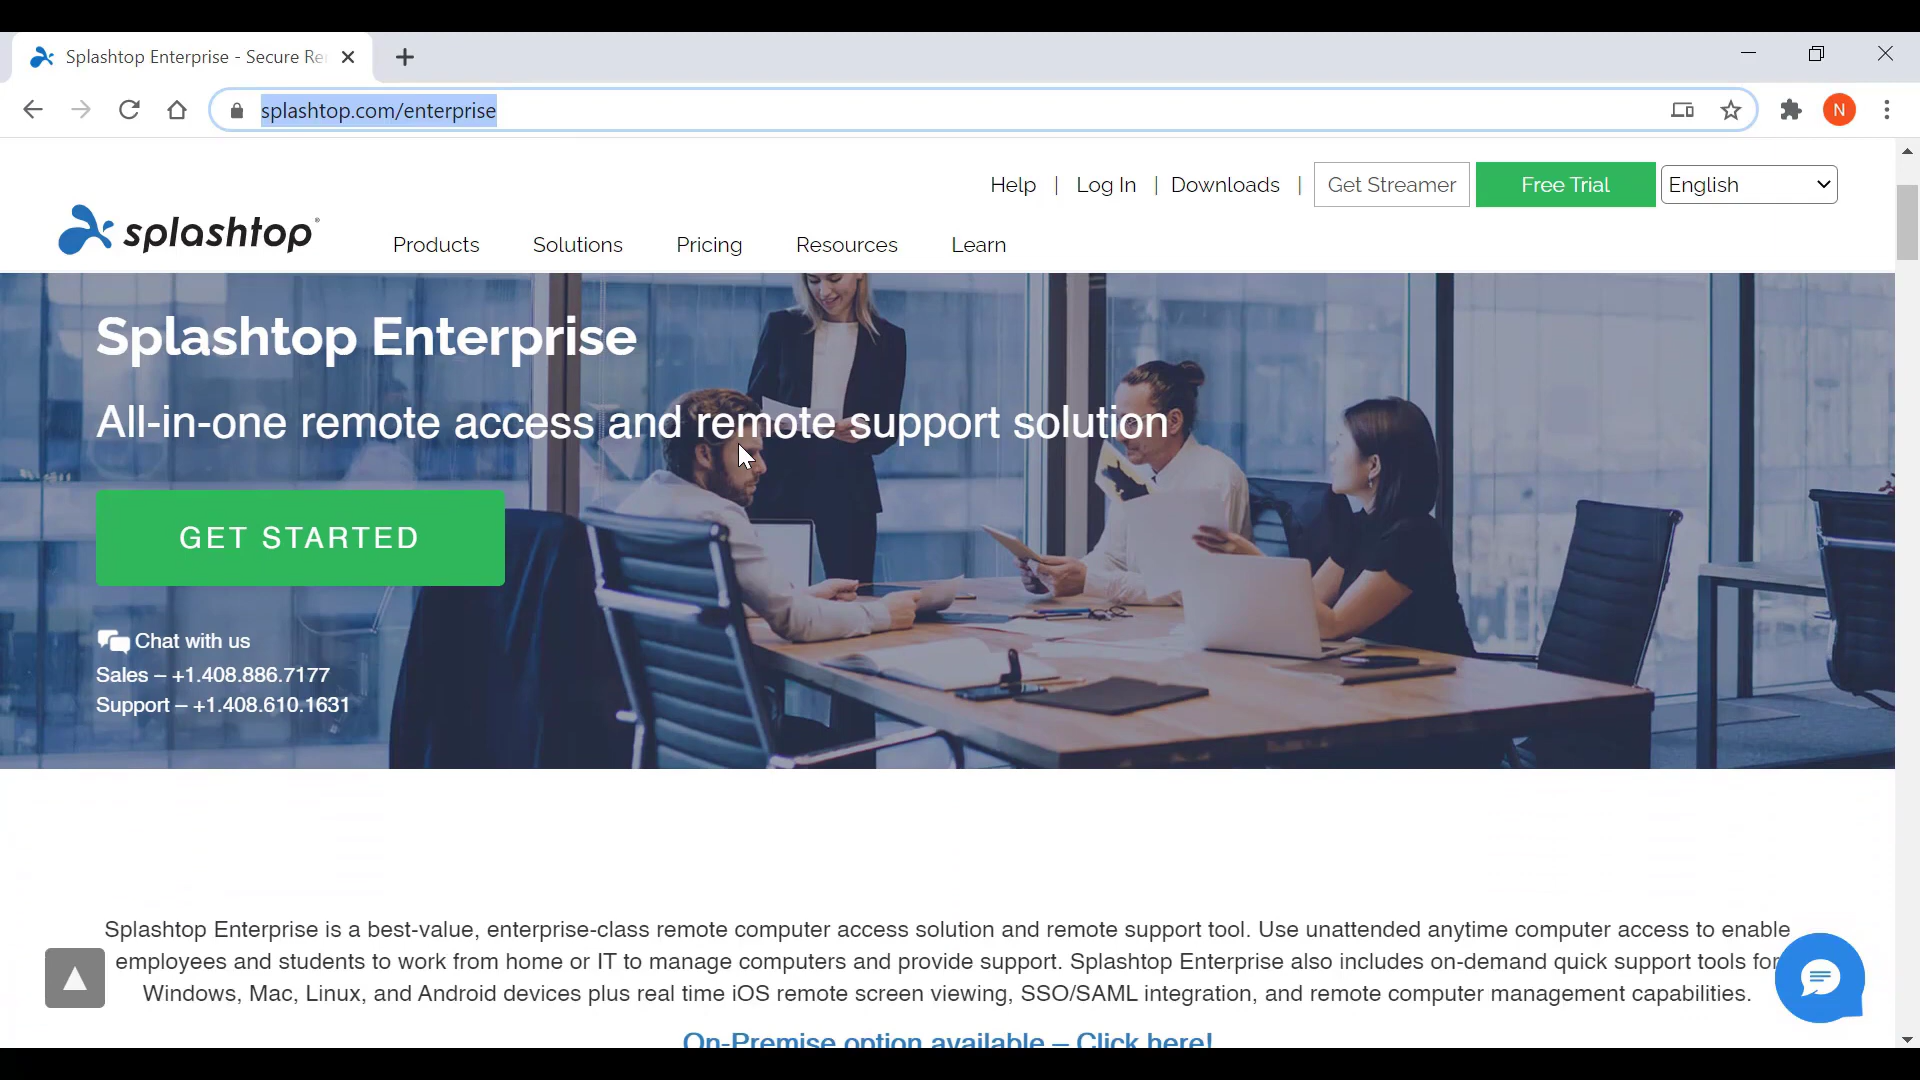 Splashtop Enterprise - Secure Re
splashtop.com/enterprise
N
Help | Log In | Downloads | Get Streamer Free Trial English
splashtop
Products Solutions Pricing Resources Learn
Splashtop Enterprise
All-in-one remote access and remote support solution
GET STARTED
Chat with us
Sales – +1.408.886.7177
Support – +1.408.610.1631
Splashtop Enterprise is a best-value, enterprise-class remote computer access solution and remote support tool. Use unattended anytime computer access to enable
employees and students to work from home or IT to manage computers and provide support. Splashtop Enterprise also includes on-demand quick support tools for
Windows, Mac, Linux, and Android devices plus real time iOS remote screen viewing, SSO/SAML integration, and remote computer management capabilities.
On-Premise option available – Click here!